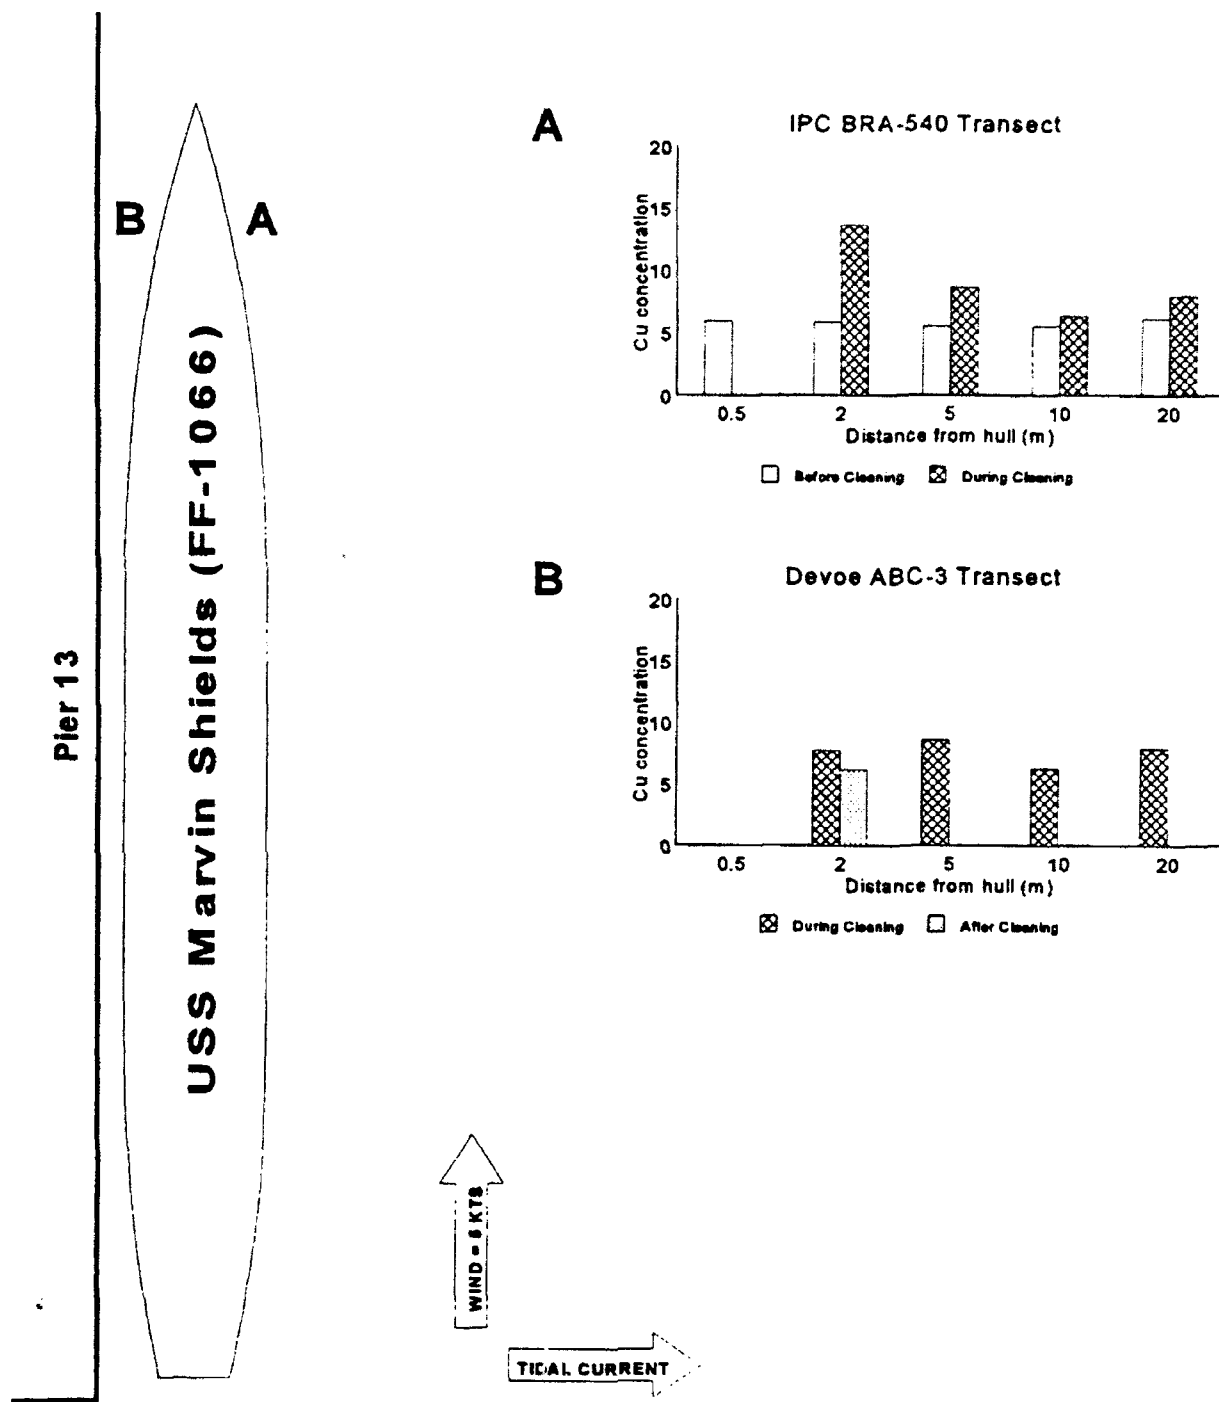 B
A
Pier 13
USS Marvin Shields (FF-1066)
A
IPC BRA-540 Transect
Cu concentration
20
15
10
5
0
0.5 2 5 10 20
Distance from hull (m)
Before Cleaning During Cleaning
B
Devoe ABC-3 Transect
Cu concentration
20
15
10
5
0
0.5 2 5 10 20
Distance from hull (m)
During Cleaning After Cleaning
WIND = KTS
TIDAL CURRENT